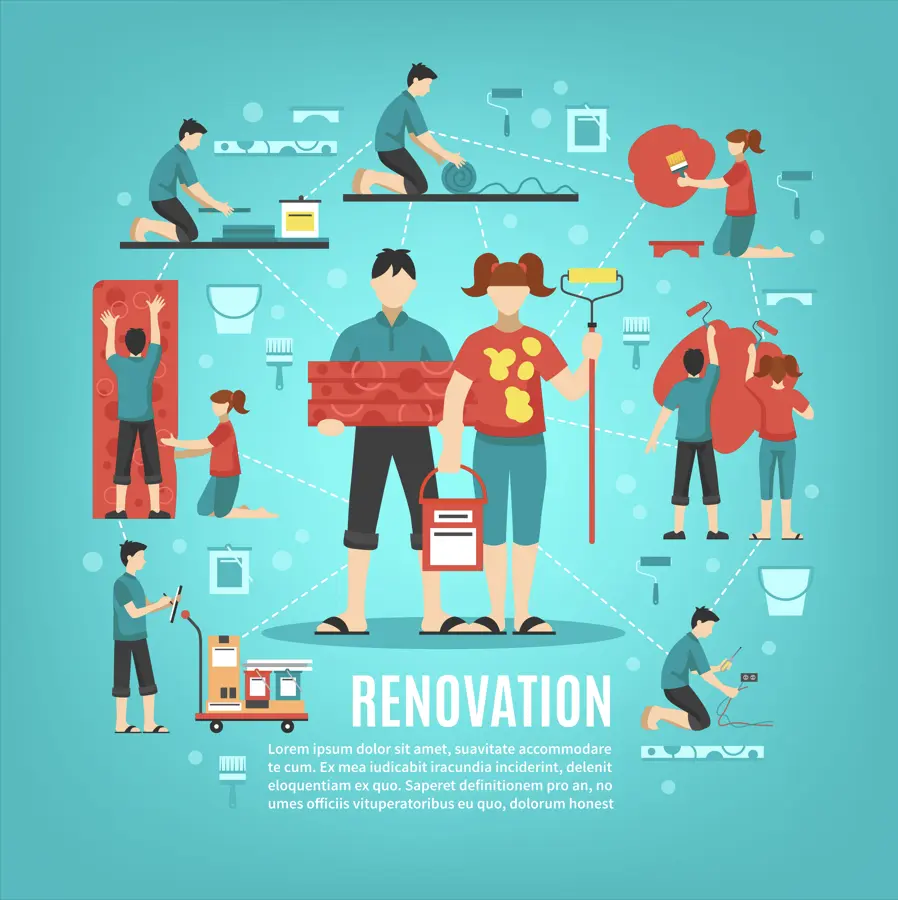 RENOVATION
Lorem ipsum dolor sit amet, suavitate accommodare
te cum. Ex mea iudicabit iracundia inciderint, delenit
eloquentiam ex quo. Saperet definitionem pro an, no
umes officiis vituperatoribus eu quo, dolorum honest